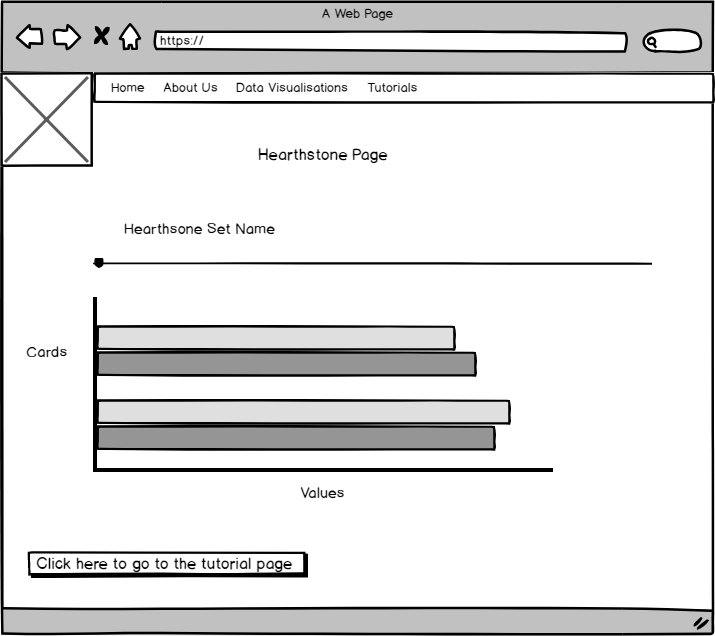 A Web Page
https://
Home About Us Data Visualisations Tutorials
Hearthstone Page
Hearthsone Set Name
Cards
Values
Click here to go to the tutorial page